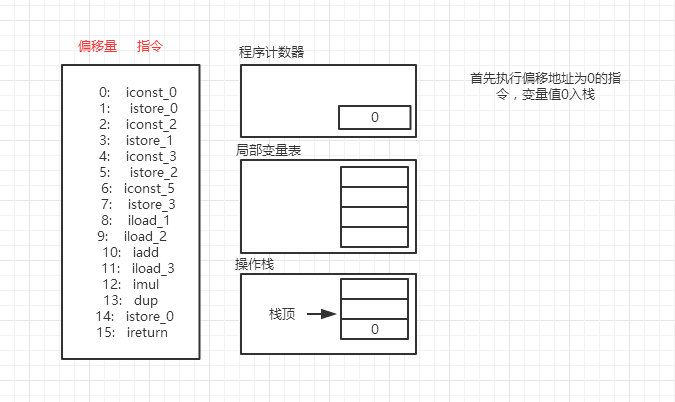 偏移量 指令
0: iconst_0
1: istore_0
2: iconst_2
3: istore_1
4: iconst_3
5: istore_2
6: iconst_5
7: istore_3
8: iload_1
9: iload_2
10: iadd
11: iload_3
12: imul
13: dup
14: istore_0
15: ireturn
程序计数器
0
局部变量表
操作栈
栈顶
0
首先执行偏移地址为0的指
令，变量值0入栈